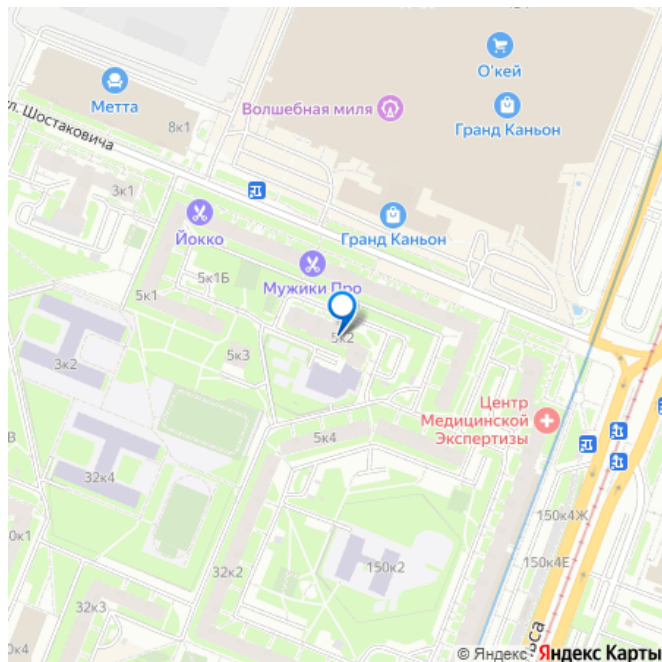 О'кей
Метта
Волшебная миля
Гранд Каньон
ул. Шостаковича
8к1
3к1
Йокко
Гранд Каньон
5к1Б
Мужики Про
5к1
5к2
3к2
5к3
Центр
Медицинской
Экспертизы
5к4
32к4
150к4Ж
150к2
150к4Е
32к2
32к3
© Яндекс Яндекс Карты